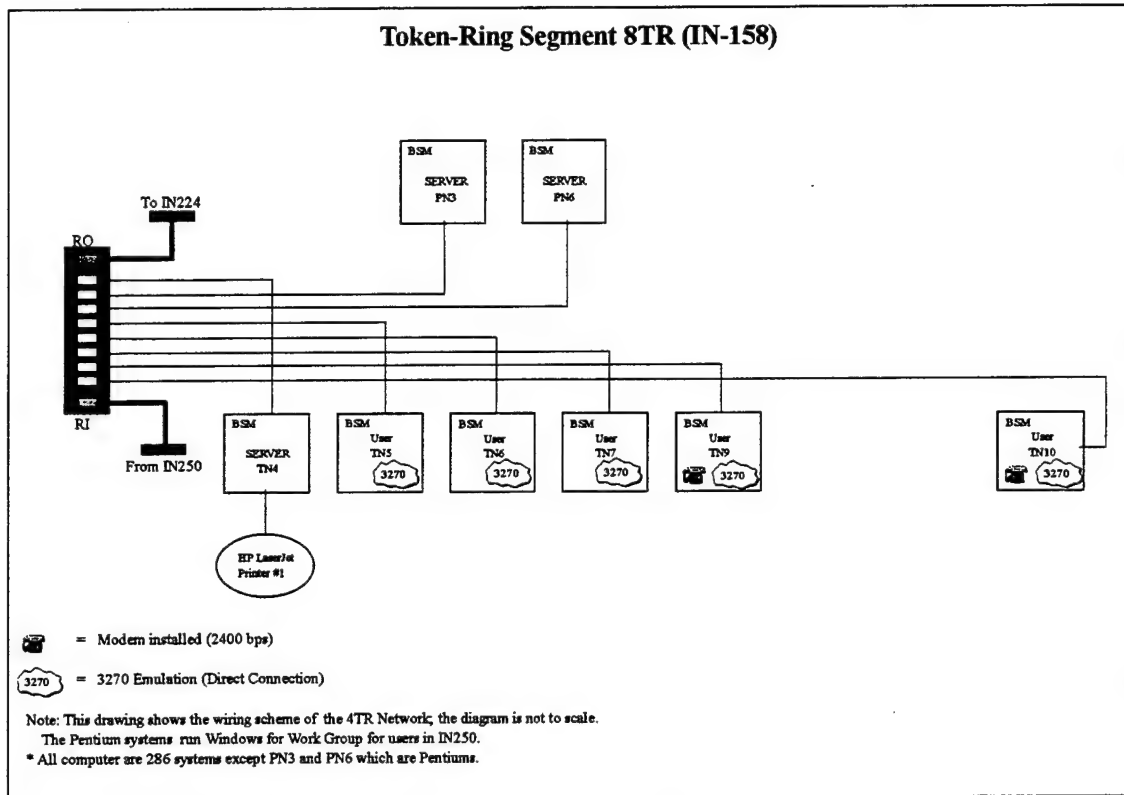 Token-Ring Segment 8TR (IN-158)
BSM
SERVER
PN3
BSM
SERVER
PN6
To IN224
RO
RI
From IN250
BSM
SERVER
TN4
BSM
User
TN5
3270
BSM
User
TN6
3270
BSM
User
TN7
3270
BSM
User
TN9
3270
BSM
User
TN10
3270
HP LaserJet
Printer #1
= Modem installed (2400 bps)
3270 = 3270 Emulation (Direct Connection)
Note: This drawing shows the wiring scheme of the 4TR Network, the diagram is not to scale.
The Pentium systems run Windows for Work Group for users in IN250.
* All computer are 286 systems except PN3 and PN6 which are Pentiums.